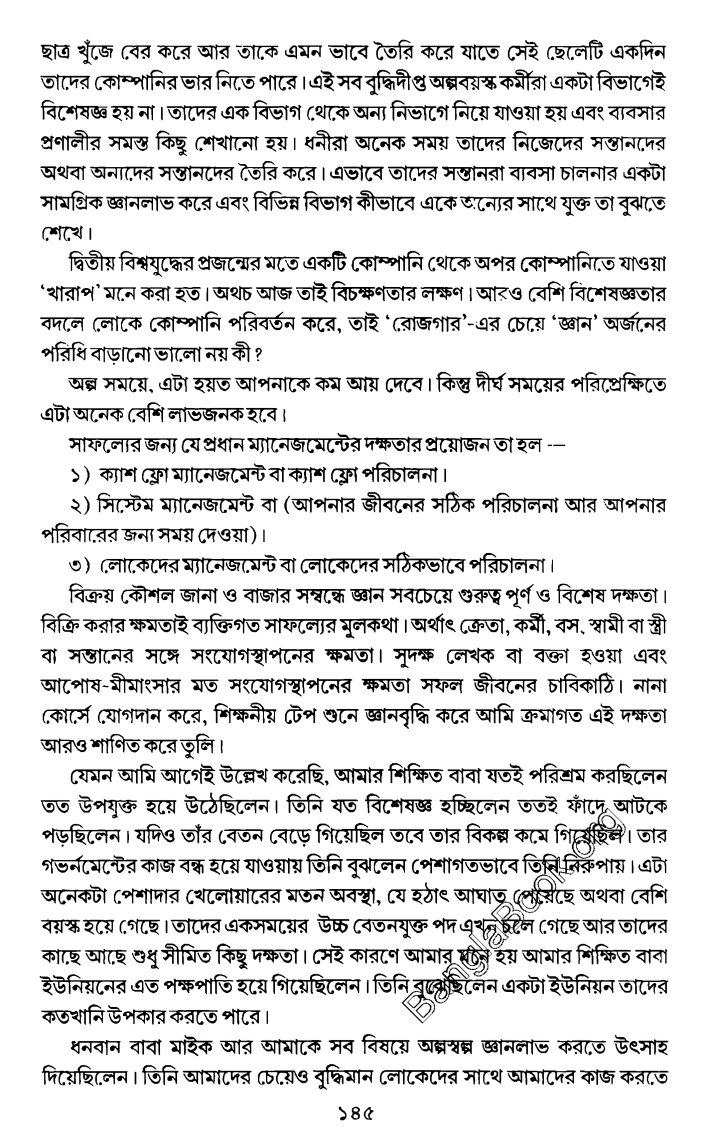 ছাত্র খুঁজে বের করে আর তাকে এমন ভাবে তৈরি করে যাতে সেই ছেলেটি একদিন
তাদের কোম্পানির ভার নিতে পারে। এই সব বুদ্ধিদীপ্ত অল্পবয়স্ক কর্মীরা একটা বিভাগেই
বিশেষজ্ঞ হয় না। তাদের এক বিভাগ থেকে অন্য নিভাগে নিয়ে যাওয়া হয় এবং ব্যবসার
প্রণালীর সমস্ত কিছু শেখানো হয়। ধনীরা অনেক সময় তাদের নিজেদের সন্তানদের
অথবা অন্যদের সন্তানদের তৈরি করে। এভাবে তাদের সন্তানরা ব্যবসা চালনার একটা
সামগ্রিক জ্ঞানলাভ করে এবং বিভিন্ন বিভাগ কীভাবে একে অন্যের সাথে যুক্ত তা বুঝতে
শেখে।
দ্বিতীয় বিশ্বযুদ্ধের প্রজন্মের মতে একটি কোম্পানি থেকে অপর কোম্পানিতে যাওয়া
‘খারাপ’ মনে করা হত। অথচ আজ তাই বিচক্ষণতার লক্ষণ। আরও বেশি বিশেষজ্ঞতার
বদলে লোকে কোম্পানি পরিবর্তন করে, তাই ‘রোজগার’-এর চেয়ে ‘জ্ঞান’ অর্জনের
পরিধি বাড়ানো ভালো নয় কী ?
অল্প সময়ে, এটা হয়ত আপনাকে কম আয় দেবে। কিন্তু দীর্ঘ সময়ের পরিপ্রেক্ষিতে
এটা অনেক বেশি লাভজনক হবে।
সাফল্যের জন্য যে প্রধান ম্যানেজমেন্টের দক্ষতার প্রয়োজন তা হল —
১) ক্যাশ ফ্লো ম্যানেজমেন্ট বা ক্যাশ ফ্লো পরিচালনা।
২) সিস্টেম ম্যানেজমেন্ট বা (আপনার জীবনের সঠিক পরিচালনা আর আপনার
পরিবারের জন্য সময় দেওয়া)।
৩) লোকেদের ম্যানেজমেন্ট বা লোকেদের সঠিকভাবে পরিচালনা।
বিক্রয় কৌশল জানা ও বাজার সম্বন্ধে জ্ঞান সবচেয়ে গুরুত্ব পূর্ণ ও বিশেষ দক্ষতা।
বিক্রি করার ক্ষমতাই ব্যক্তিগত সাফল্যের মূলকথা। অর্থাৎ ক্রেতা, কর্মী, বস, স্বামী বা স্ত্রী
বা সন্তানের সঙ্গে সংযোগস্থাপনের ক্ষমতা। সুদক্ষ লেখক বা বক্তা হওয়া এবং
আপোষ-মীমাংসার মত সংযোগস্থাপনের ক্ষমতা সফল জীবনের চাবিকাঠি। নানা
কোর্সে যোগদান করে, শিক্ষনীয় টেপ শুনে জ্ঞানবৃদ্ধি করে আমি ক্রমাগত এই দক্ষতা
আরও শাণিত করে তুলি।
যেমন আমি আগেই উল্লেখ করেছি, আমার শিক্ষিত বাবা যতই পরিশ্রম করছিলেন
তত উপযুক্ত হয়ে উঠেছিলেন। তিনি যত বিশেষজ্ঞ হচ্ছিলেন ততই ফাঁদে আটকে
পড়ছিলেন। যদিও তাঁর বেতন বেড়ে গিয়েছিল তবে তার বিকল্প কমে গিয়েছিল। তার
গভর্নমেন্টের কাজ বন্ধ হয়ে যাওয়ায় তিনি বুঝলেন পেশাগতভাবে তিনি নিরুপায়। এটা
অনেকটা পেশাদার খেলোয়ারের মতন অবস্থা, যে হঠাৎ আঘাত পেয়েছে অথবা বেশি
বয়স্ক হয়ে গেছে। তাদের একসময়ের উচ্চ বেতনযুক্ত পদ এখন চলে গেছে আর তাদের
কাছে আছে শুধু সীমিত কিছু দক্ষতা। সেই কারণে আমার মনে হয় আমার শিক্ষিত বাবা
ইউনিয়নের এত পক্ষপাতি হয়ে গিয়েছিলেন। তিনি বুঝেছিলেন একটা ইউনিয়ন তাদের
কতখানি উপকার করতে পারে।
ধনবান বাবা মাইক আর আমাকে সব বিষয়ে অল্পস্বল্প জ্ঞানলাভ করতে উৎসাহ
দিয়েছিলেন। তিনি আমাদের চেয়েও বুদ্ধিমান লোকেদের সাথে আমাদের কাজ করতে
১৪৫
BanglaBook.org